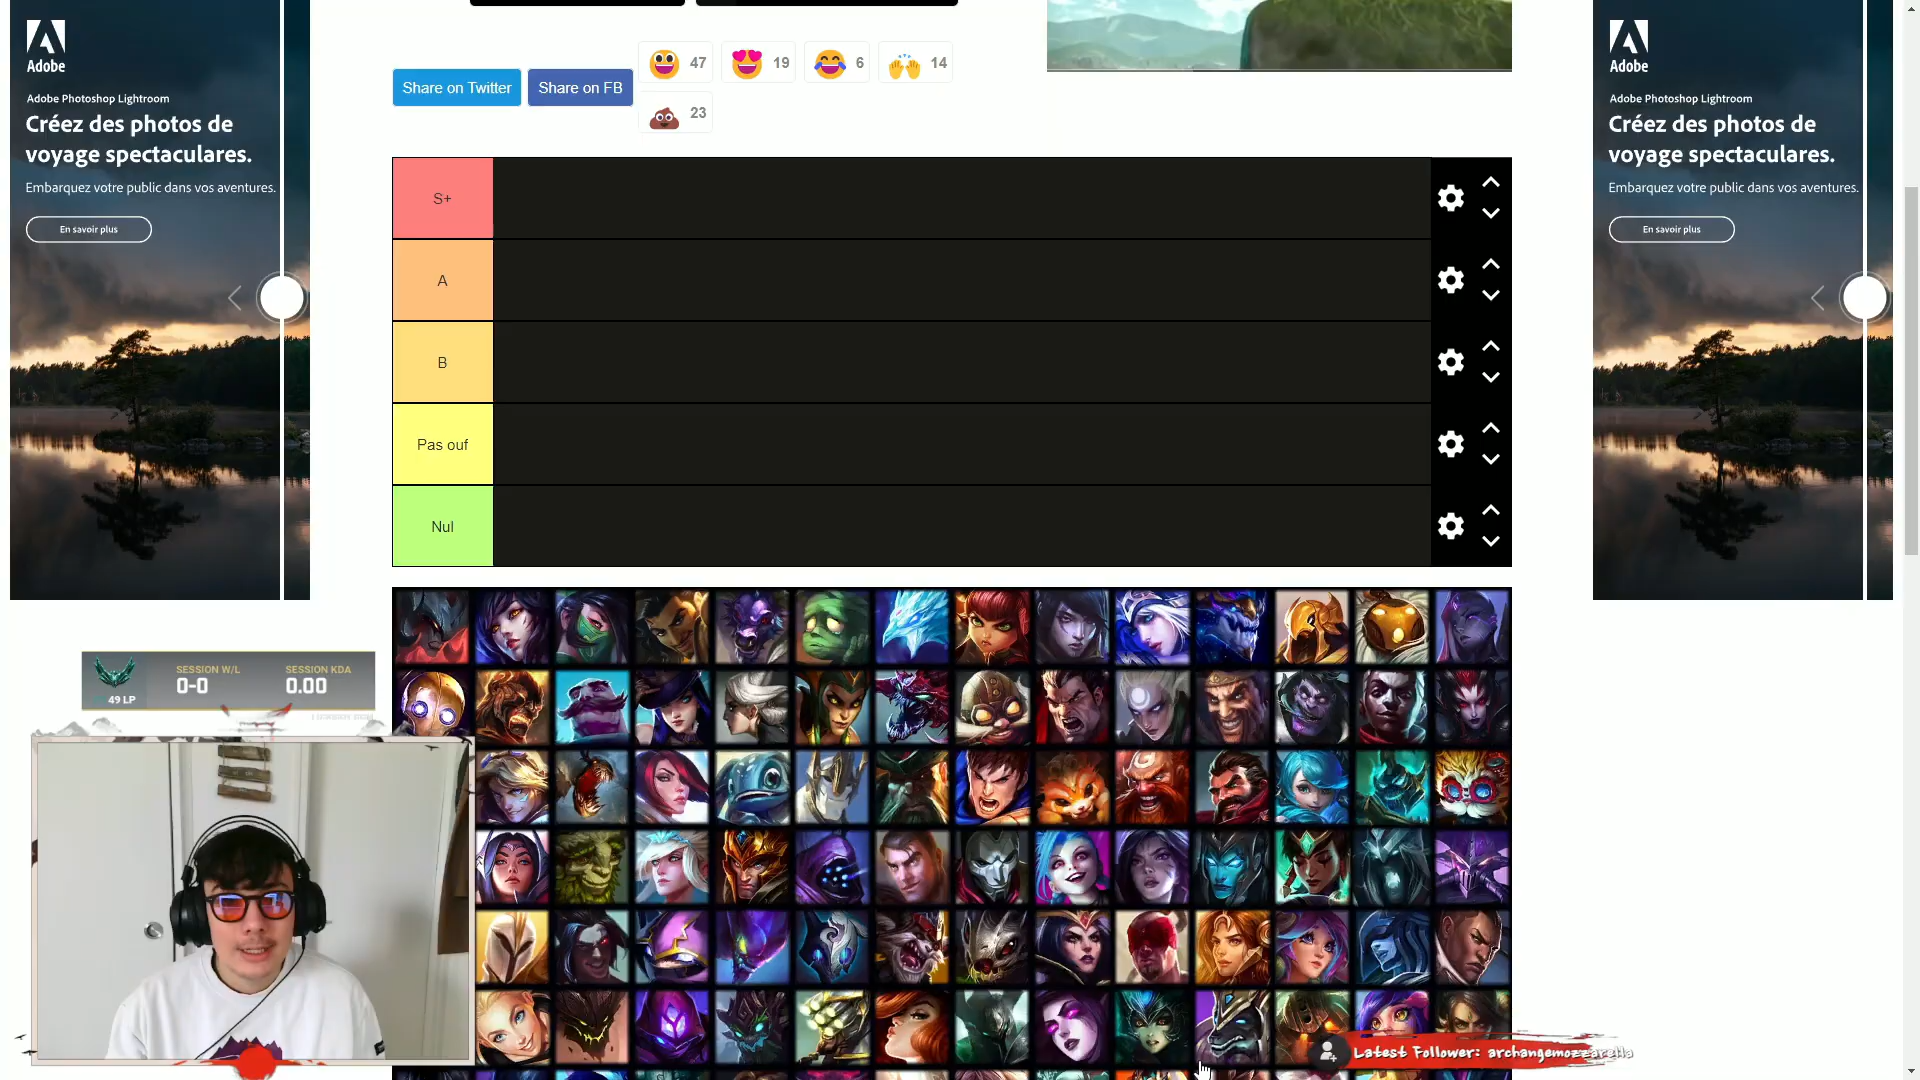 Adobe
Adobe Photoshop Lightroom
Créez des photos de
voyage spectaculares.
Embarquez votre public dans vos aventures.
En savoir plus
Share on Twitter
Share on FB
47
19
6
14
23
Adobe
Adobe Photoshop Lightroom
Créez des photos de
voyage spectaculares.
Embarquez votre public dans vos aventures.
En savoir plus
S+
A
B
Pas ouf
Nul
SESSION W/L
0-0
SESSION KDA
0.00
49 LP
Latest Follower: archangemozzarella